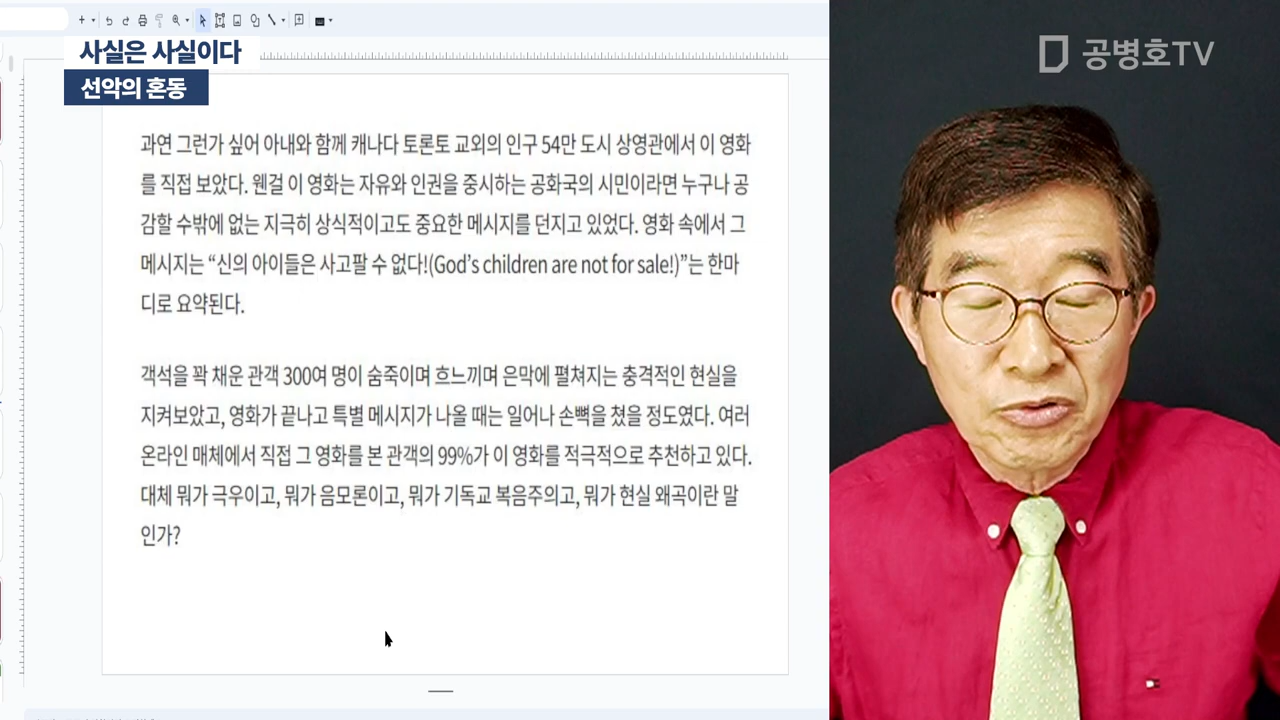 사실은 사실이다
선악의 혼동
공병호TV
과연 그런가 싶어 아내와 함께 캐나다 토론토 교외의 인구 54만 도시 상영관에서 이 영화
를 직접 보았다. 웬걸 이 영화는 자유와 인권을 중시하는 공화국의 시민이라면 누구나 공
감할 수밖에 없는 지극히 상식적이고도 중요한 메시지를 던지고 있었다. 영화 속에서 그
메시지는 “신의 아이들은 사고팔 수 없다!(God’s children are not for sale!)”는 한마
디로 요약된다.
객석을 꽉 채운 관객 300여 명이 숨죽이며 흐느끼며 은막에 펼쳐지는 충격적인 현실을
지켜보았고, 영화가 끝나고 특별 메시지가 나올 때는 일어나 손뼉을 쳤을 정도였다. 여러
온라인 매체에서 직접 그 영화를 본 관객의 99%가 이 영화를 적극적으로 추천하고 있다.
대체 뭐가 극우이고, 뭐가 음모론이고, 뭐가 기독교 복음주의고, 뭐가 현실 왜곡이란 말
인가?